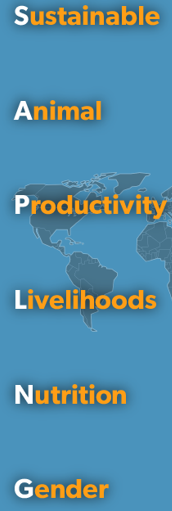 Sustainable
Animal
Productivity
Livelihoods
Nutrition
Gender